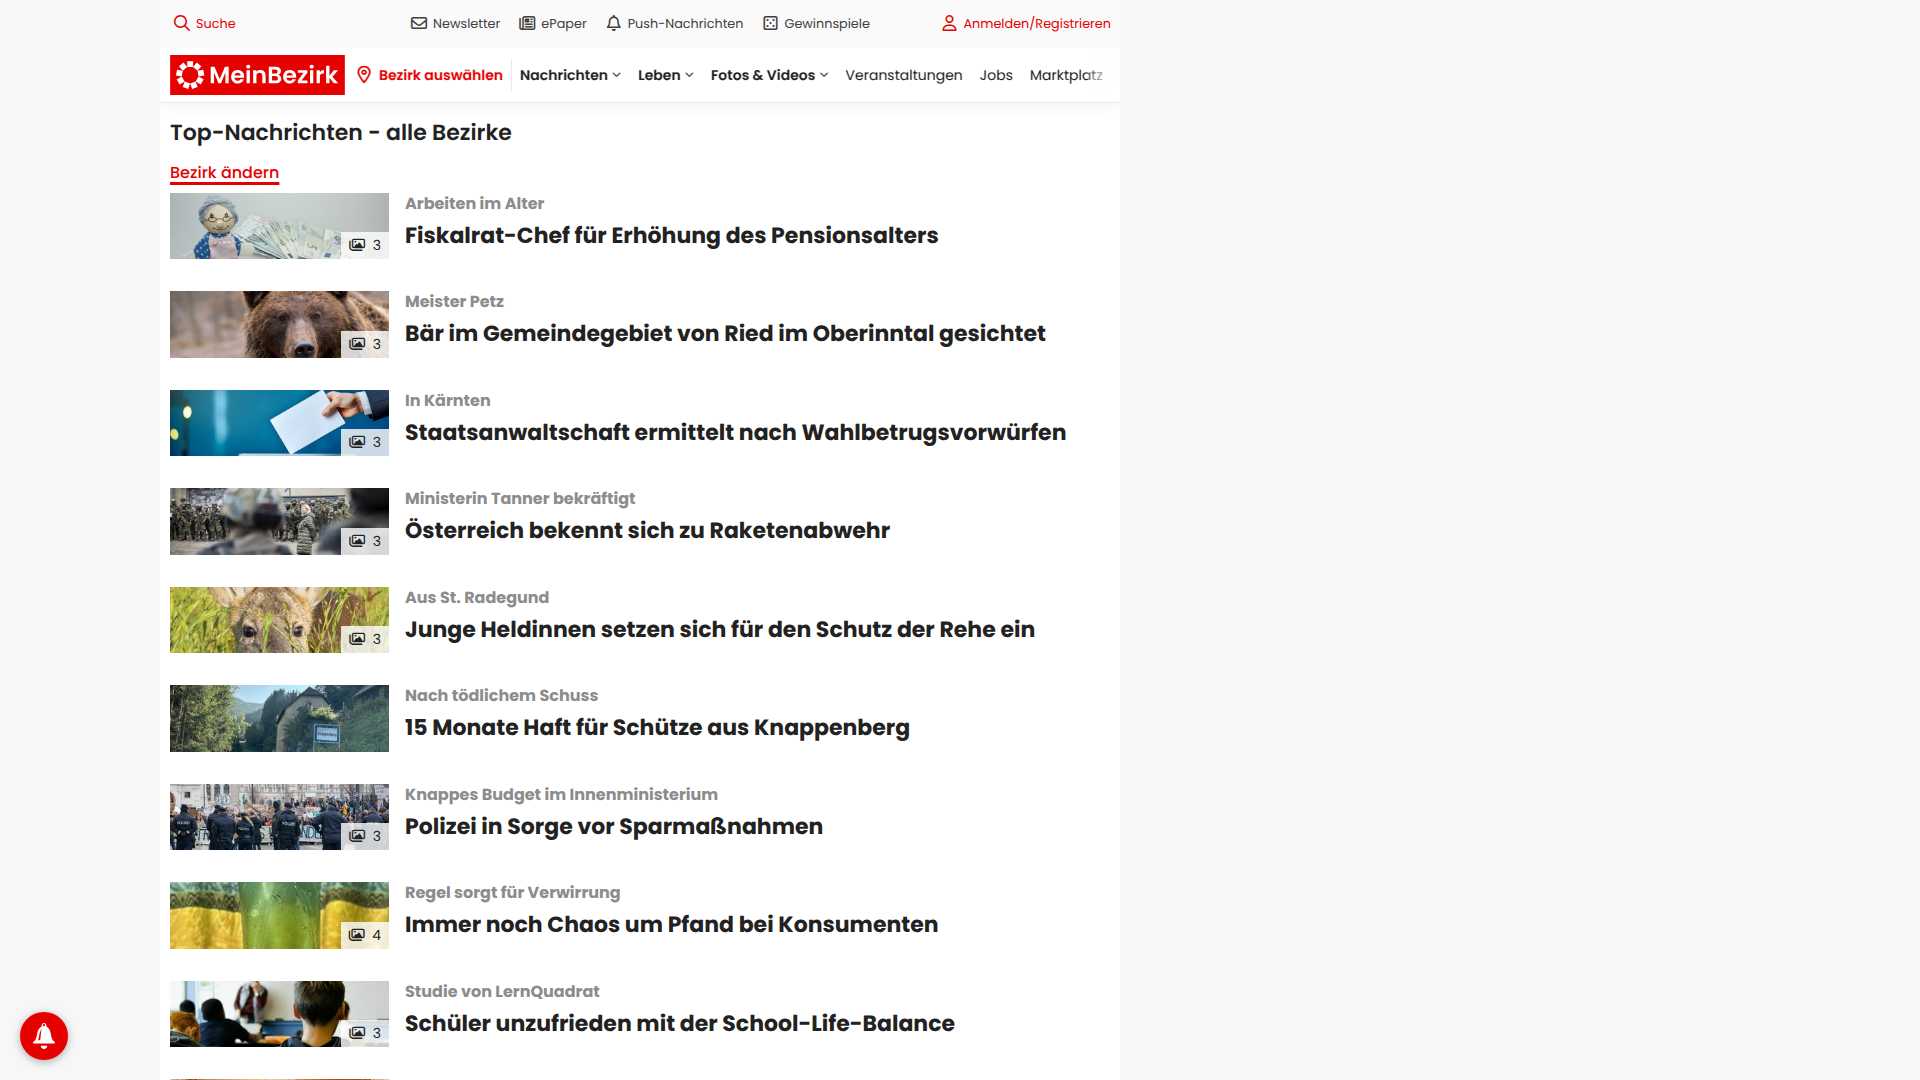 Suche
Newsletter
ePaper
Push-Nachrichten
Gewinnspiele
Anmelden/Registrieren
MeinBezirk
Bezirk auswählen
Nachrichten
Leben
Fotos & Videos
Veranstaltungen
Jobs
Marktplatz
Top-Nachrichten - alle Bezirke
Bezirk ändern
3
Arbeiten im Alter
Fiskalrat-Chef für Erhöhung des Pensionsalters
3
Meister Petz
Bär im Gemeindegebiet von Ried im Oberinntal gesichtet
3
In Kärnten
Staatsanwaltschaft ermittelt nach Wahlbetrugsvorwürfen
3
Ministerin Tanner bekräftigt
Österreich bekennt sich zu Raketenabwehr
3
Aus St. Radegund
Junge Heldinnen setzen sich für den Schutz der Rehe ein
3
Nach tödlichem Schuss
15 Monate Haft für Schütze aus Knappenberg
Knappes Budget im Innenministerium
Polizei in Sorge vor Sparmaßnahmen
3
Regel sorgt für Verwirrung
Immer noch Chaos um Pfand bei Konsumenten
4
Studie von LernQuadrat
Schüler unzufrieden mit der School-Life-Balance
3